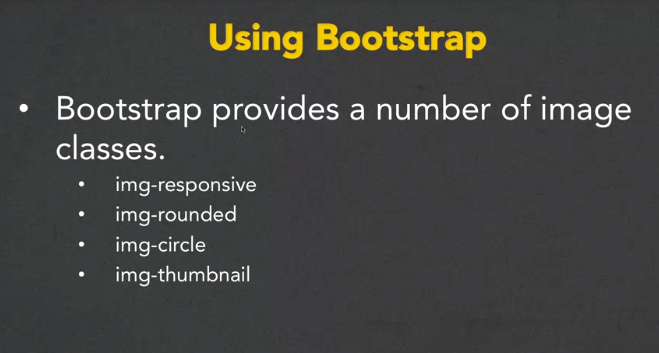 Using Bootstrap
• Bootstrap provides a number of image
classes.
• img-responsive
• img-rounded
• img-circle
• img-thumbnail